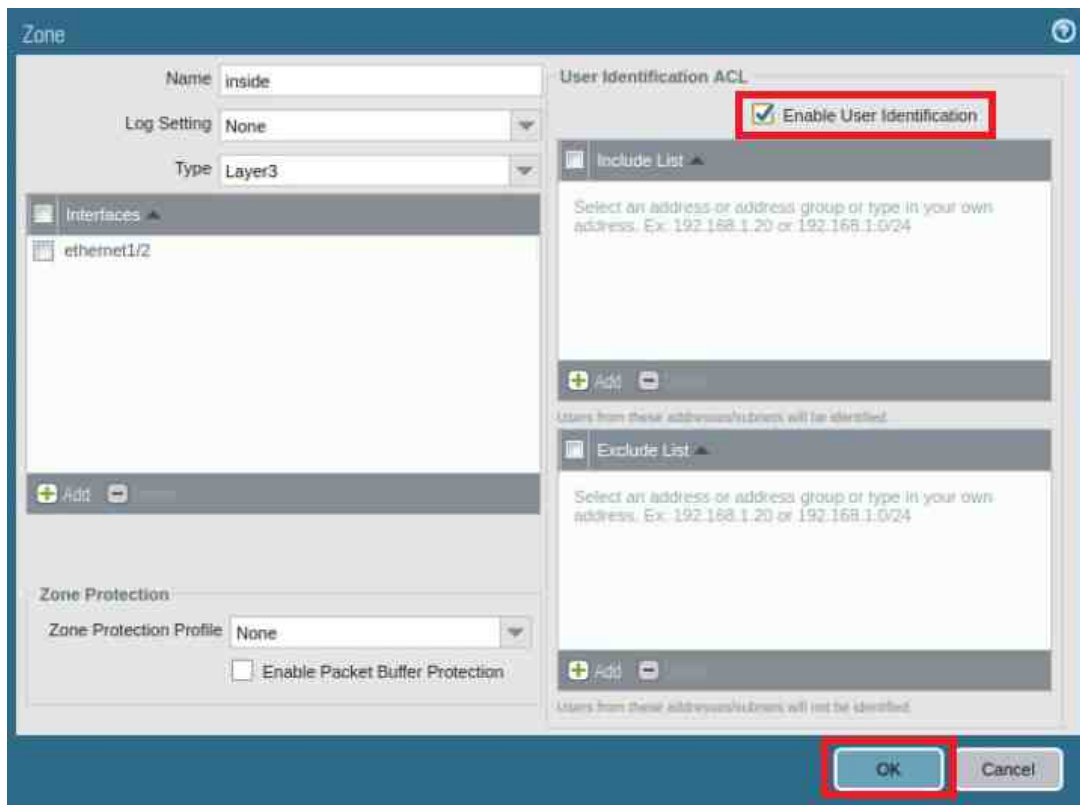 Zone
Name inside
Log Setting None
Type Layer3
Interfaces
ethernet1/2
Add
Zone Protection
Zone Protection Profile None
Enable Packet Buffer Protection
User Identification ACL
Enable User Identification
Include List
Select an address or address group or type in your own
address. Ex: 192.168.1.20 or 192.168.1.0/24
Add
Users from these addresses/subnets will be identified.
Exclude List
Select an address or address group or type in your own
address. Ex: 192.168.1.20 or 192.168.1.0/24
Add
Users from these addresses/subnets will not be identified.
OK
Cancel